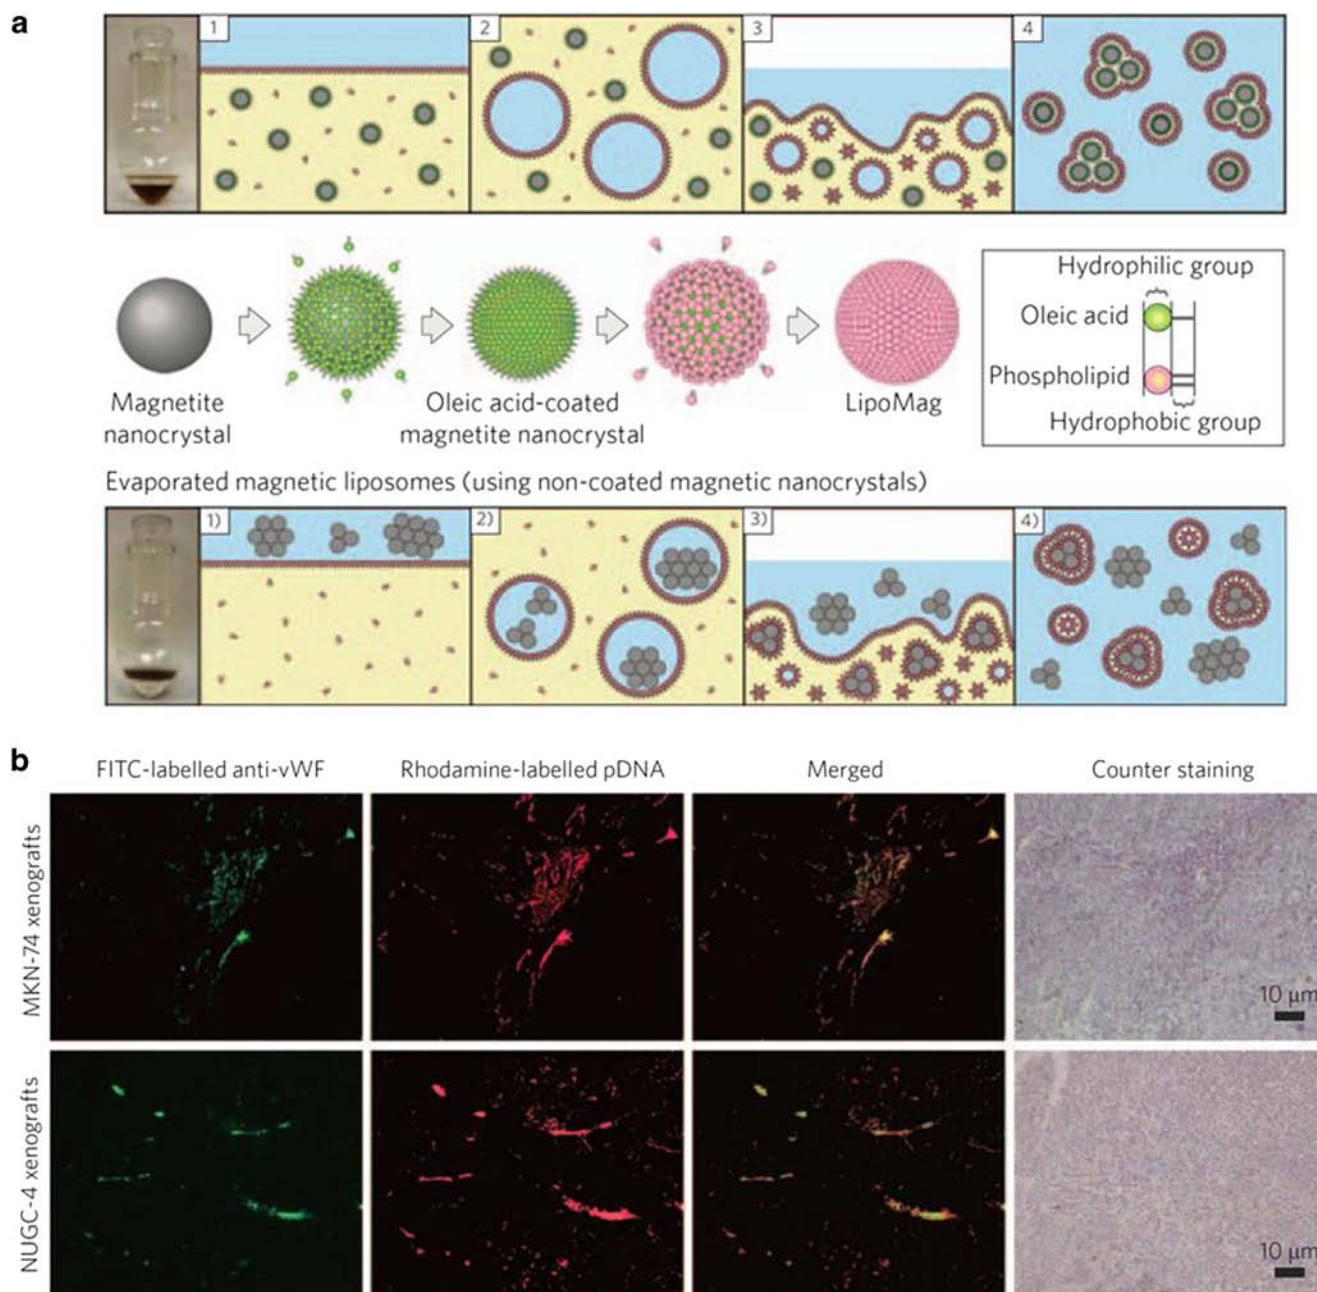 a
1
2
3
4
Hydrophilic group
Oleic acid
Phospholipid
Hydrophobic group
Magnetite
nanocrystal
Oleic acid-coated
magnetite nanocrystal
LipoMag
Evaporated magnetic liposomes (using non-coated magnetic nanocrystals)
1)
2)
3)
4)
b
FITC-labelled anti-vWF
Rhodamine-labelled pDNA
Merged
Counter staining
MKN-74 xenografts
10 µm
NUGC-4 xenografts
10 µm